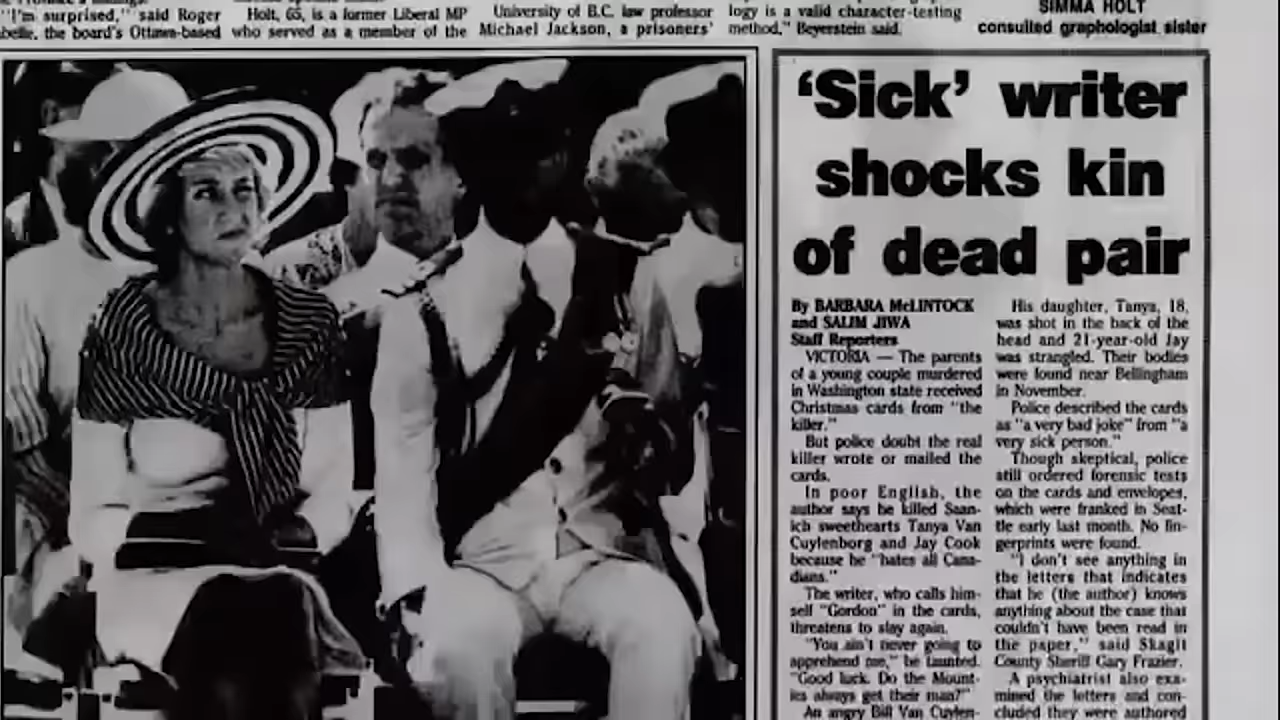 "I'm surprised," said Roger
the board's Ottawa-based
Holt, 65, is a former Liberal MP
who served as a member of the
University of B.C. law professor
Michael Jackson, a prisoners'
logy is a valid character-testing
method," Beyerstein said.
SIMMA HOLT
consulted graphologist sister
'Sick' writer
shocks kin
of dead pair
By BARBARA McLINTOCK
and SALIM JIWA
Staff Reporters
VICTORIA — The parents
of a young couple murdered
in Washington state received
Christmas cards from "the
killer."
But police doubt the real
killer wrote or mailed the
cards.
In poor English, the
author says he killed Saan-
ich sweethearts Tanya Van
Cuylenborg and Jay Cook
because he "hates all Cana-
dians."
The writer, who calls him-
self "Gordon" in the cards,
threatens to slay again.
"You ain't never going to
apprehend me," he taunted.
"Good luck. Do the Mount-
ies always get their man?"
An angry Bill Van Cuylen-
His daughter, Tanya, 18,
was shot in the back of the
head and 21-year-old Jay
was strangled. Their bodies
were found near Bellingham
in November.
Police described the cards
as "a very bad joke" from "a
very sick person."
Though skeptical, police
still ordered forensic tests
on the cards and envelopes,
which were franked in Seat-
tle early last month. No fin-
gerprints were found.
"I don't see anything in
the letters that indicates
that he (the author) knows
anything about the case that
couldn't have been read in
the paper," said Skagit
County Sheriff Gary Frazier.
A psychiatrist also exa-
mined the letters and con-
cluded they were authored